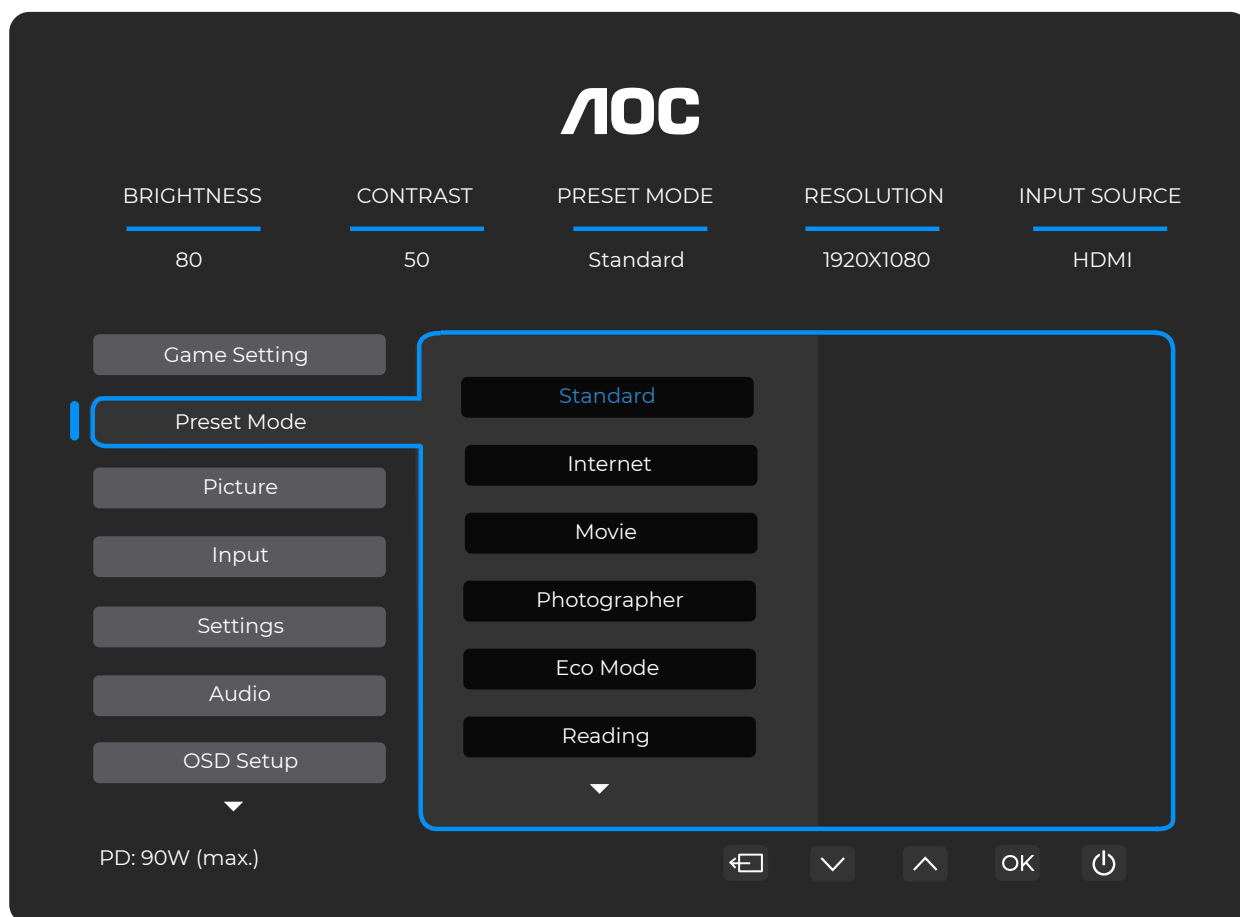 AOC
BRIGHTNESS CONTRAST PRESET MODE RESOLUTION INPUT SOURCE
80 50 Standard 1920X1080 HDMI
Game Setting
Preset Mode
Picture
Input
Settings
Audio
OSD Setup
Standard
Internet
Movie
Photographer
Eco Mode
Reading
PD: 90W (max.)
OK